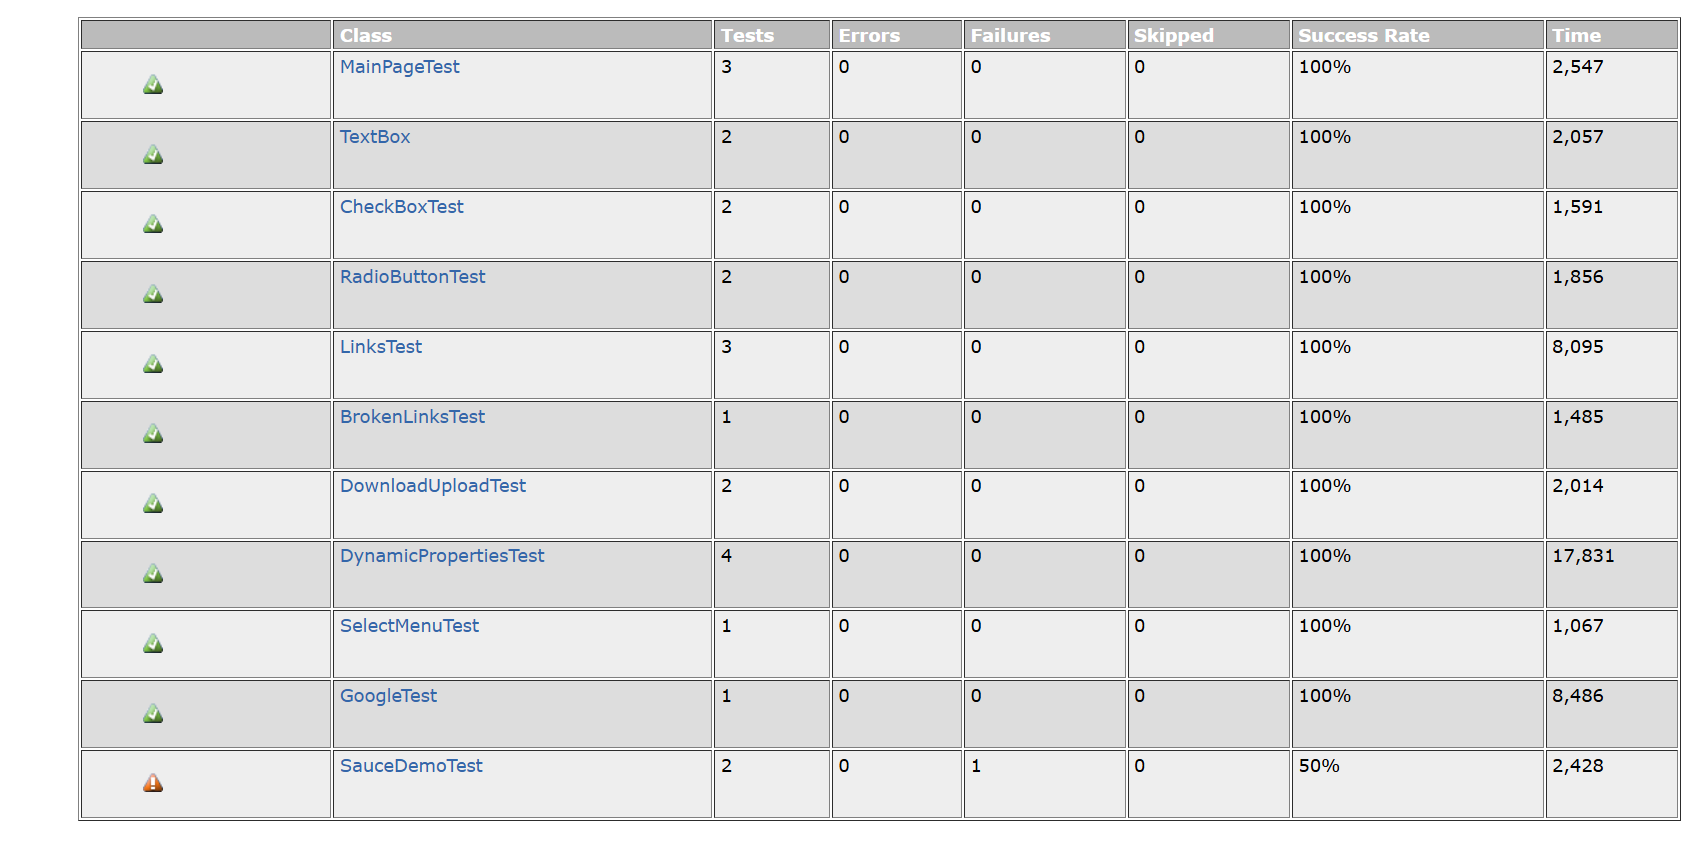 Class Tests Errors Failures Skipped Success Rate Time
MainPageTest 3 0 0 0 100% 2,547
TextBox 2 0 0 0 100% 2,057
CheckBoxTest 2 0 0 0 100% 1,591
RadioButtonTest 2 0 0 0 100% 1,856
LinksTest 3 0 0 0 100% 8,095
BrokenLinksTest 1 0 0 0 100% 1,485
DownloadUploadTest 2 0 0 0 100% 2,014
DynamicPropertiesTest 4 0 0 0 100% 17,831
SelectMenuTest 1 0 0 0 100% 1,067
GoogleTest 1 0 0 0 100% 8,486
SauceDemoTest 2 0 1 0 50% 2,428